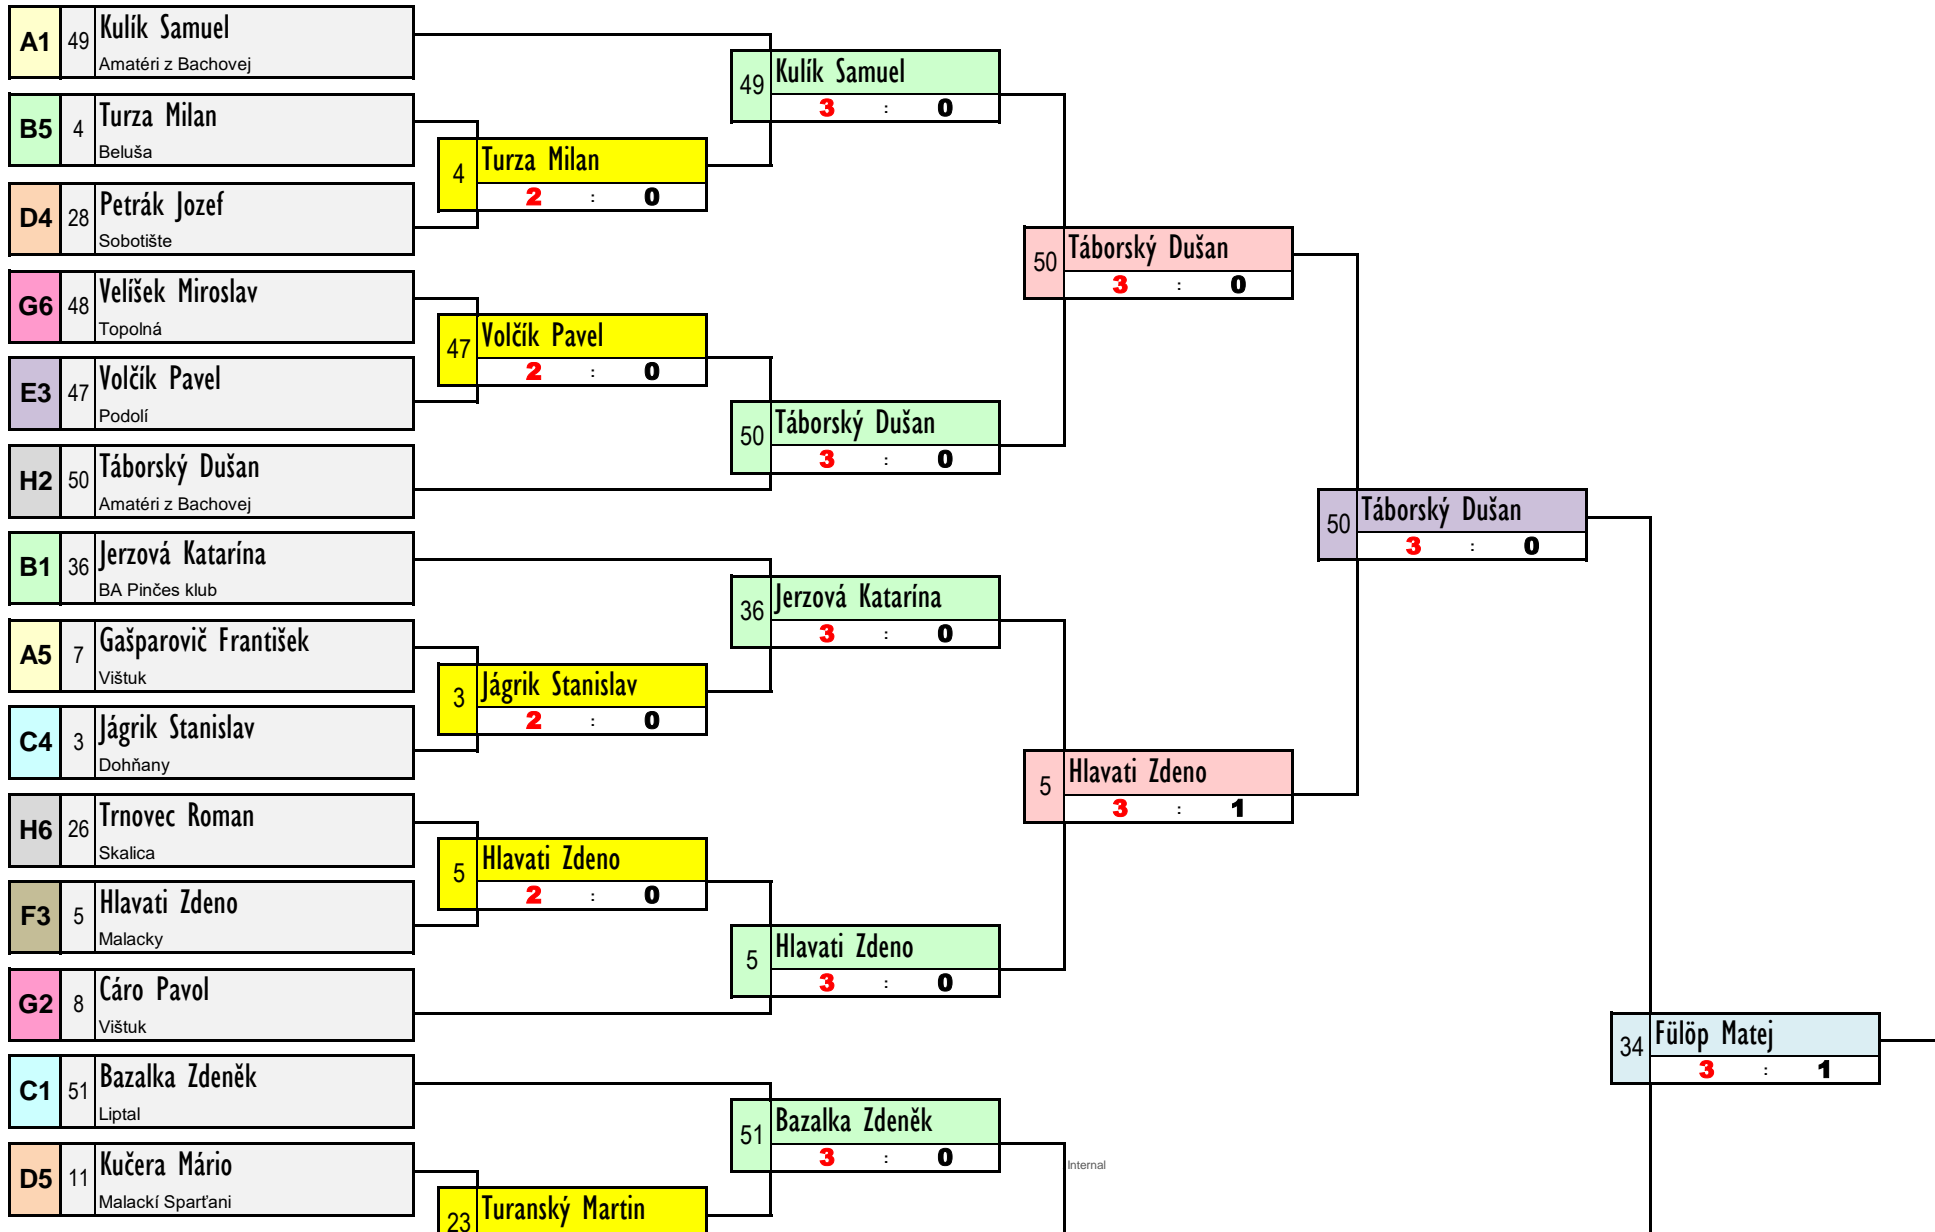 A1 49 Kulík Samuel
Amatéri z Bachovej
B5 4 Turza Milan
Beluša
D4 28 Petrák Jozef
Sobotište
G6 48 Velíšek Miroslav
Topolná
E3 47 Volčík Pavel
Podolí
H2 50 Táborský Dušan
Amatéri z Bachovej
B1 36 Jerzová Katarína
BA Pinčes klub
A5 7 Gašparovič František
Vištuk
C4 3 Jágrik Stanislav
Dohňany
H6 26 Trnovec Roman
Skalica
F3 5 Hlavati Zdeno
Malacky
G2 8 Cáro Pavol
Vištuk
C1 51 Bazalka Zdeněk
Liptal
D5 11 Kučera Mário
Malackí Sparťani
4 Turza Milan
2 : 0
47 Volčík Pavel
2 : 0
3 Jágrik Stanislav
2 : 0
5 Hlavati Zdeno
2 : 0
23 Turanský Martin
49 Kulík Samuel
3 : 0
50 Táborský Dušan
3 : 0
36 Jerzová Katarína
3 : 0
5 Hlavati Zdeno
3 : 0
51 Bazalka Zdeněk
3 : 0
50 Táborský Dušan
3 : 0
5 Hlavati Zdeno
3 : 1
Internal
50 Táborský Dušan
3 : 0
34 Fülöp Matej
3 : 1